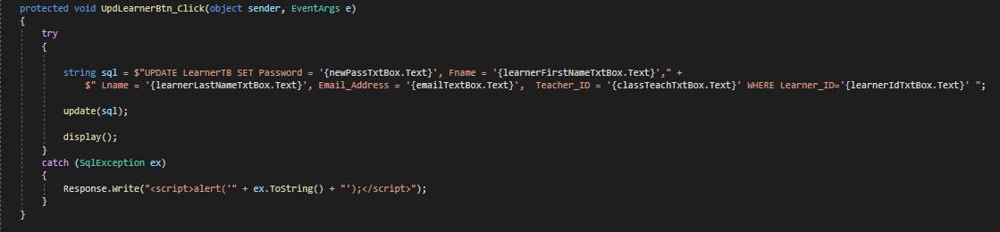 protected void UpdLearnerBtn_Click(object sender, EventArgs e)
{
try
{
string sql = $"UPDATE LearnerTB SET Password = '{newPassTxtBox.Text}', Fname = '{learnerFirstNameTxtBox.Text}'," +
$" Lname = '{learnerLastNameTxtBox.Text}', Email_Address = '{emailTextBox.Text}',  Teacher_ID = '{classTeachTxtBox.Text}' WHERE Learner_ID='{learnerIdTxtBox.Text}' ";
update(sql);
display();
}
catch (SqlException ex)
{
Response.Write("<script>alert('" + ex.ToString() + "');</script>");
}
}